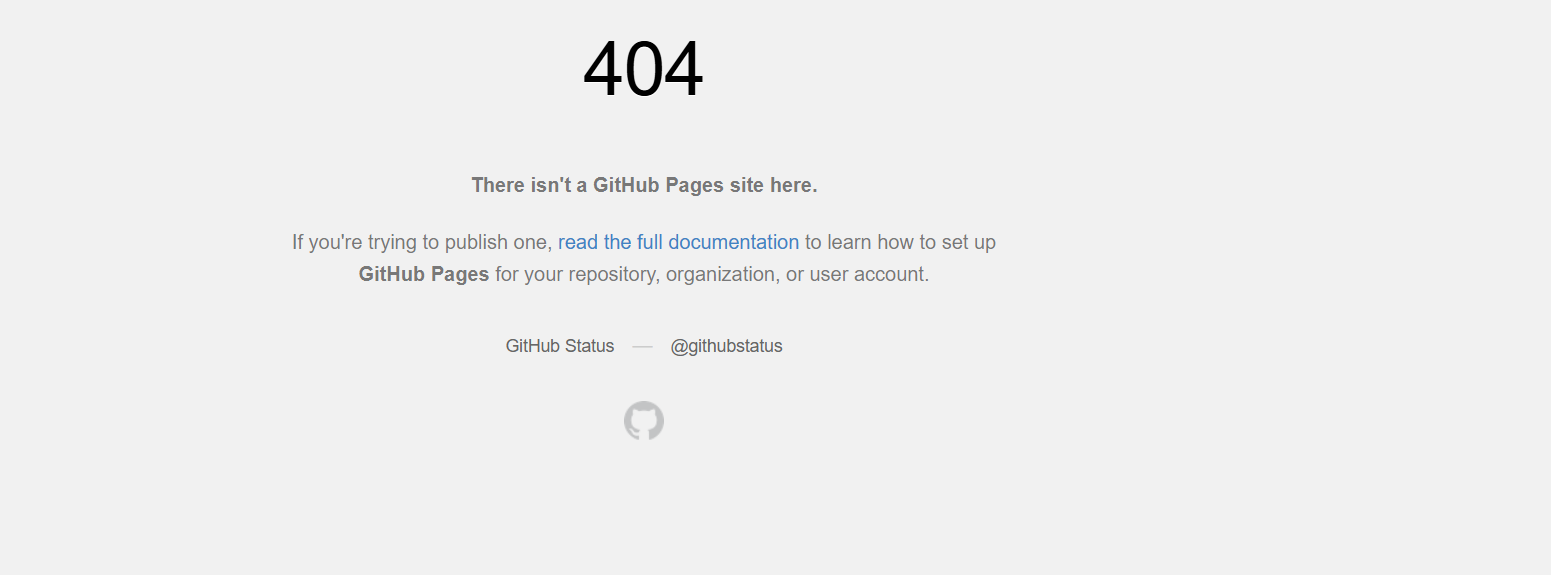 404
There isn't a GitHub Pages site here.
If you're trying to publish one, read the full documentation to learn how to set up
GitHub Pages for your repository, organization, or user account.
GitHub Status — @githubstatus